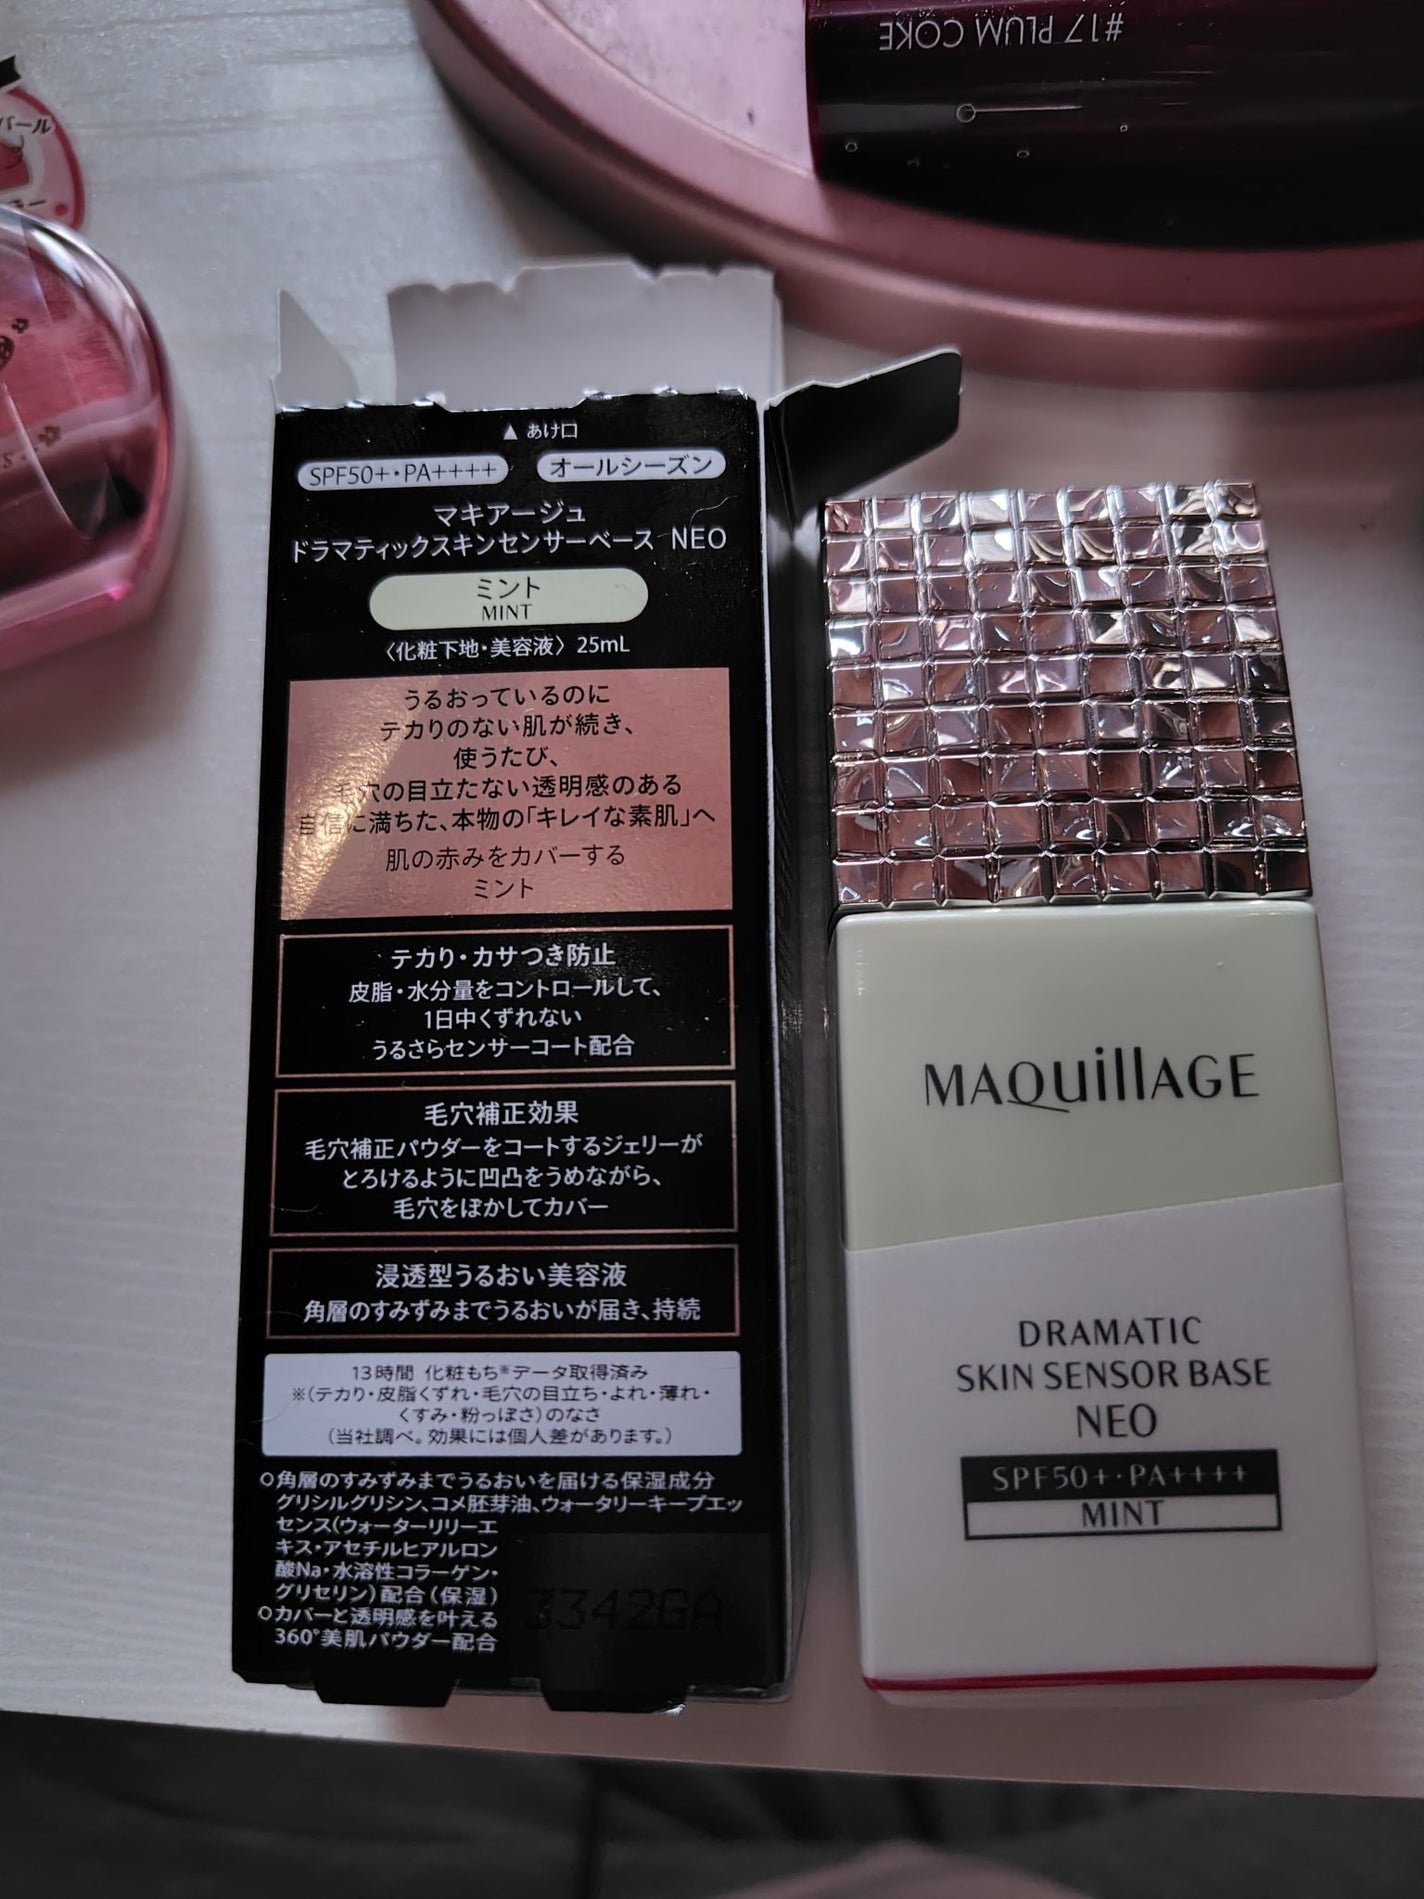 #17 PLUM COKE
バール
▲あけ口
SPF50+・PA++++ オールシーズン
マキアージュ
ドラマティックスキンセンサーベース NEO
ミント
MINT
〈化粧下地・美容液〉25mL
うるおっているのに
テカりのない肌が続き、
使うたび、
毛穴の目立たない透明感のある
自信に満ちた、本物の「キレイな素肌」へ
肌の赤みをカバーする
ミント
テカり・カサつき防止
皮脂・水分量をコントロールして、
1日中くずれない
うるさらセンサーコート配合
毛穴補正効果
毛穴補正パウダーをコートするジェリーが
とろけるように凹凸をうめながら、
毛穴をぼかしてカバー
浸透型うるおい美容液
角層のすみずみまでうるおいが届き、持続
13時間 化粧もち※データ取得済み
※(テカり・皮脂くずれ・毛穴の目立ち・よれ・薄れ・
くすみ・粉っぽさ)のなさ
(当社調べ。効果には個人差があります。)
○角層のすみずみまでうるおいを届ける保湿成分
グリシルグリシン、コメ胚芽油、ウォータリーキープエッ
センス(ウォーターリリーエ
キス・アセチルヒアルロン
酸Na・水溶性コラーゲン・
グリセリン)配合(保湿)
○カバーと透明感を叶える
360°美肌パウダー配合
3342GA
MAQuillAGE
DRAMATIC
SKIN SENSOR BASE
NEO
SPF50+・PA++++
MINT